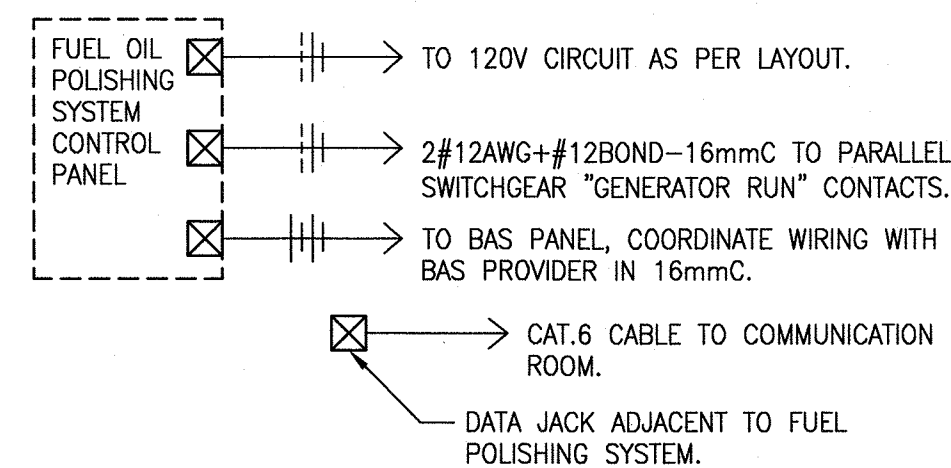 FUEL OIL
POLISHING
SYSTEM
CONTROL
PANEL
TO 120V CIRCUIT AS PER LAYOUT.
2#12AWG+#12BOND-16mmC TO PARALLEL
SWITCHGEAR "GENERATOR RUN" CONTACTS.
TO BAS PANEL, COORDINATE WIRING WITH
BAS PROVIDER IN 16mmC.
CAT.6 CABLE TO COMMUNICATION
ROOM.
DATA JACK ADJACENT TO FUEL
POLISHING SYSTEM.